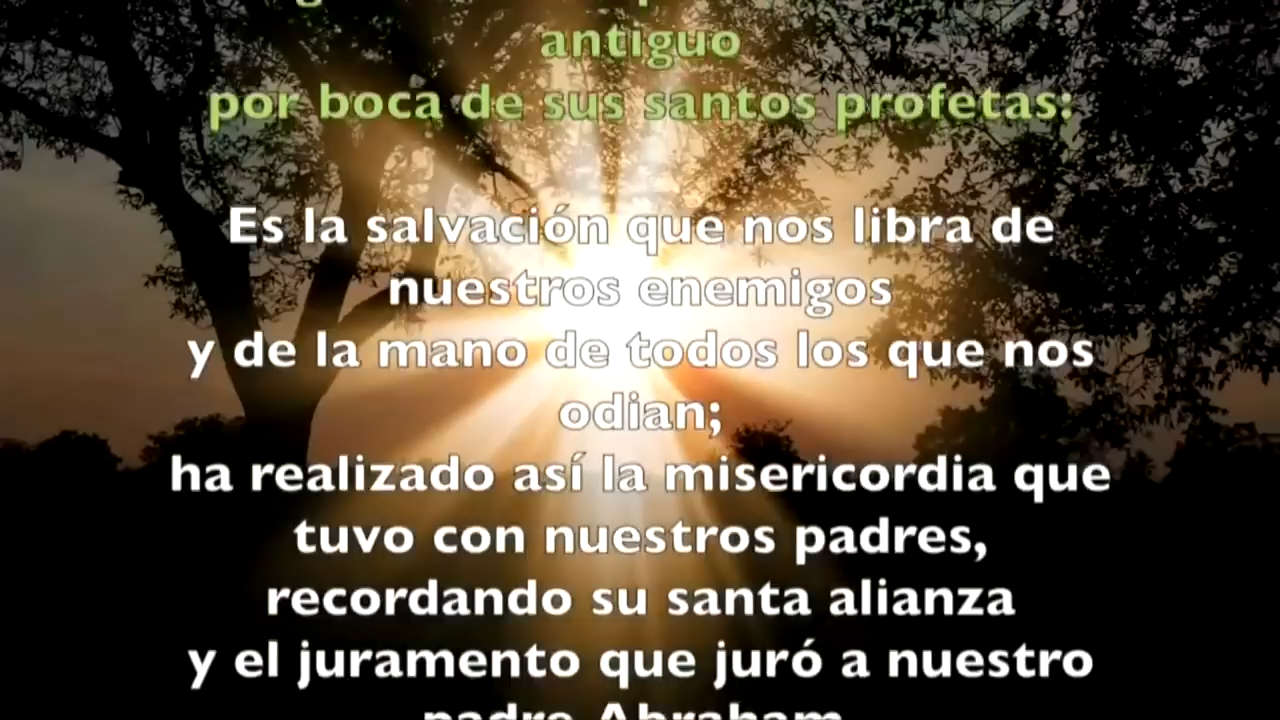 antiguo
por boca de sus santos profetas:
Es la salvación que nos libra de
nuestros enemigos
y de la mano de todos los que nos
odian;
ha realizado así la misericordia que
tuvo con nuestros padres,
recordando su santa alianza
y el juramento que juró a nuestro
padre Abraham